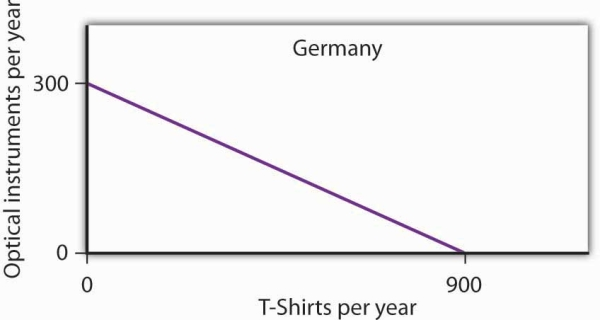 Germany
Optical instruments per year
300
0
0
900
T-Shirts per year